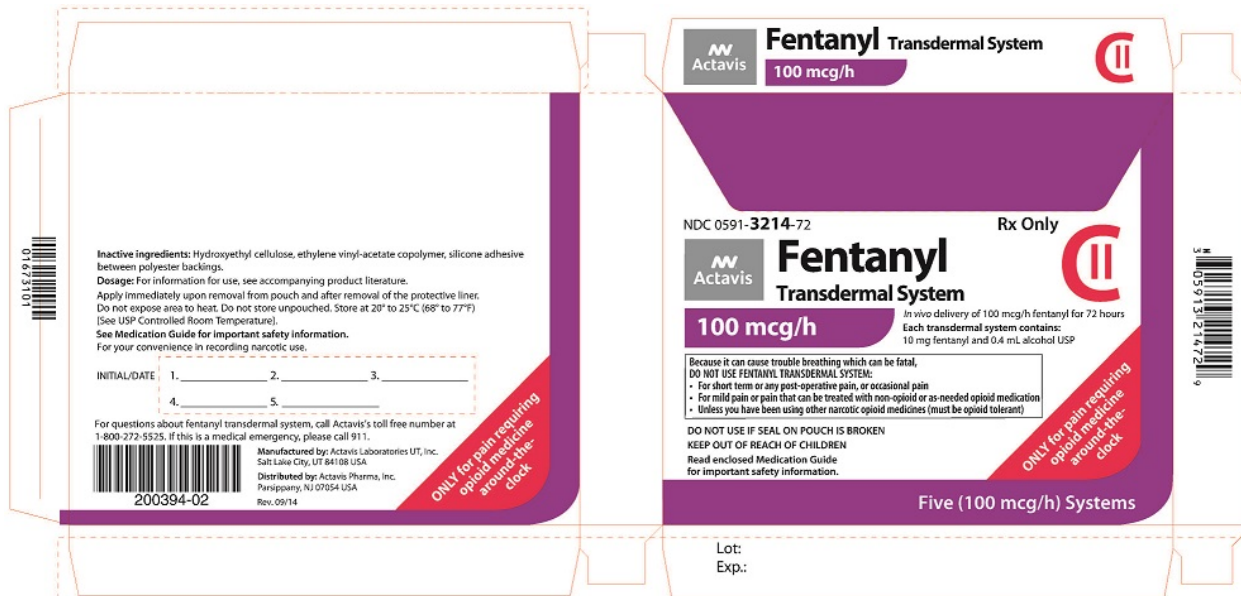 Actavis
Fentanyl Transdermal System
100 mcg/h
CII
Inactive ingredients: Hydroxyethyl cellulose, ethylene vinyl-acetate copolymer, silicone adhesive
between polyester backings.
Dosage: For information for use, see accompanying product literature.
Apply immediately upon removal from pouch and after removal of the protective liner.
Do not expose area to heat. Do not store unpouched. Store at 20° to 25°C (68° to 77°F)
[See USP Controlled Room Temperature].
See Medication Guide for important safety information.
For your convenience in recording narcotic use.
INITIAL/DATE 1. 2. 3.
4. 5.
For questions about fentanyl transdermal system, call Actavis's toll free number at
1-800-272-5525. If this is a medical emergency, please call 911.
Manufactured by: Actavis Laboratories UT, Inc.
Salt Lake City, UT 84108 USA
Distributed by: Actavis Pharma, Inc.
Parsippany, NJ 07054 USA
Rev. 09/14
200394-02
ONLY for pain requiring
opioid medicine
around-the-
clock
01673101
NDC 0591-3214-72
Rx Only
Actavis
Fentanyl
Transdermal System
CII
100 mcg/h
In vivo delivery of 100 mcg/h fentanyl for 72 hours
Each transdermal system contains:
10 mg fentanyl and 0.4 mL alcohol USP
Because it can cause trouble breathing which can be fatal,
DO NOT USE FENTANYL TRANSDERMAL SYSTEM:
• For short term or any post-operative pain, or occasional pain
• For mild pain or pain that can be treated with non-opioid or as-needed opioid medication
• Unless you have been using other narcotic opioid medicines (must be opioid tolerant)
DO NOT USE IF SEAL ON POUCH IS BROKEN
KEEP OUT OF REACH OF CHILDREN
Read enclosed Medication Guide
for important safety information.
ONLY for pain requiring
opioid medicine
around-the-
clock
Five (100 mcg/h) Systems
N
3 05913 21472 9
Lot:
Exp.: